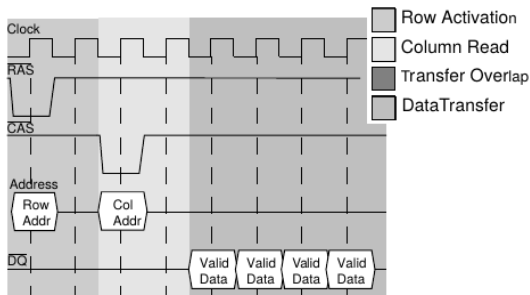 Clock
RAS
CAS
Address
Row
Addr
Col
Addr
DQ
Valid
Data
Valid
Data
Valid
Data
Valid
Data
Row Activation
Column Read
Transfer Overlap
DataTransfer